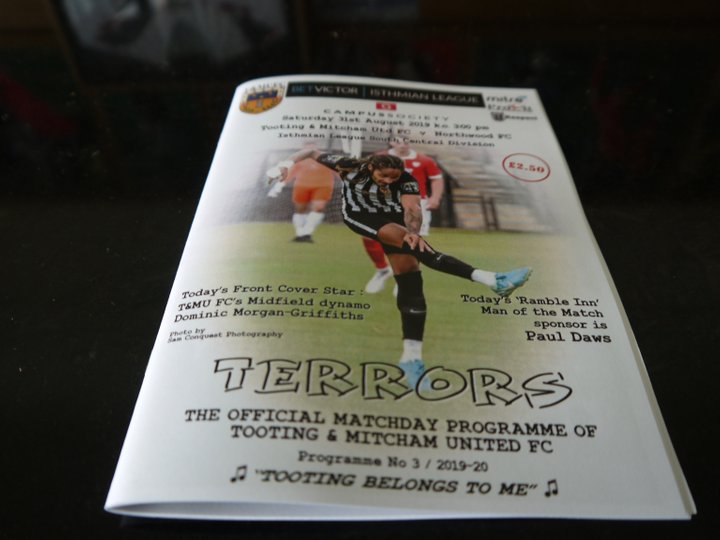 BETVICTOR ISTHMIAN LEAGUE
mitre
CAMPUSSOCIETY
Respect
Saturday 31st August 2019 ko 3:00 pm
Tooting & Mitcham Utd FC v Northwood FC
Isthmian League South Central Division
£2.50
Today's Front Cover Star :
T&MU FC's Midfield dynamo
Dominic Morgan-Griffiths
Photo by
Sam Conquest Photography
Today's 'Ramble Inn'
Man of the Match
sponsor is
Paul Daws
TERRORS
THE OFFICIAL MATCHDAY PROGRAMME OF
TOOTING & MITCHAM UNITED FC
Programme No 3 / 2019-20
♫ "TOOTING BELONGS TO ME" ♫